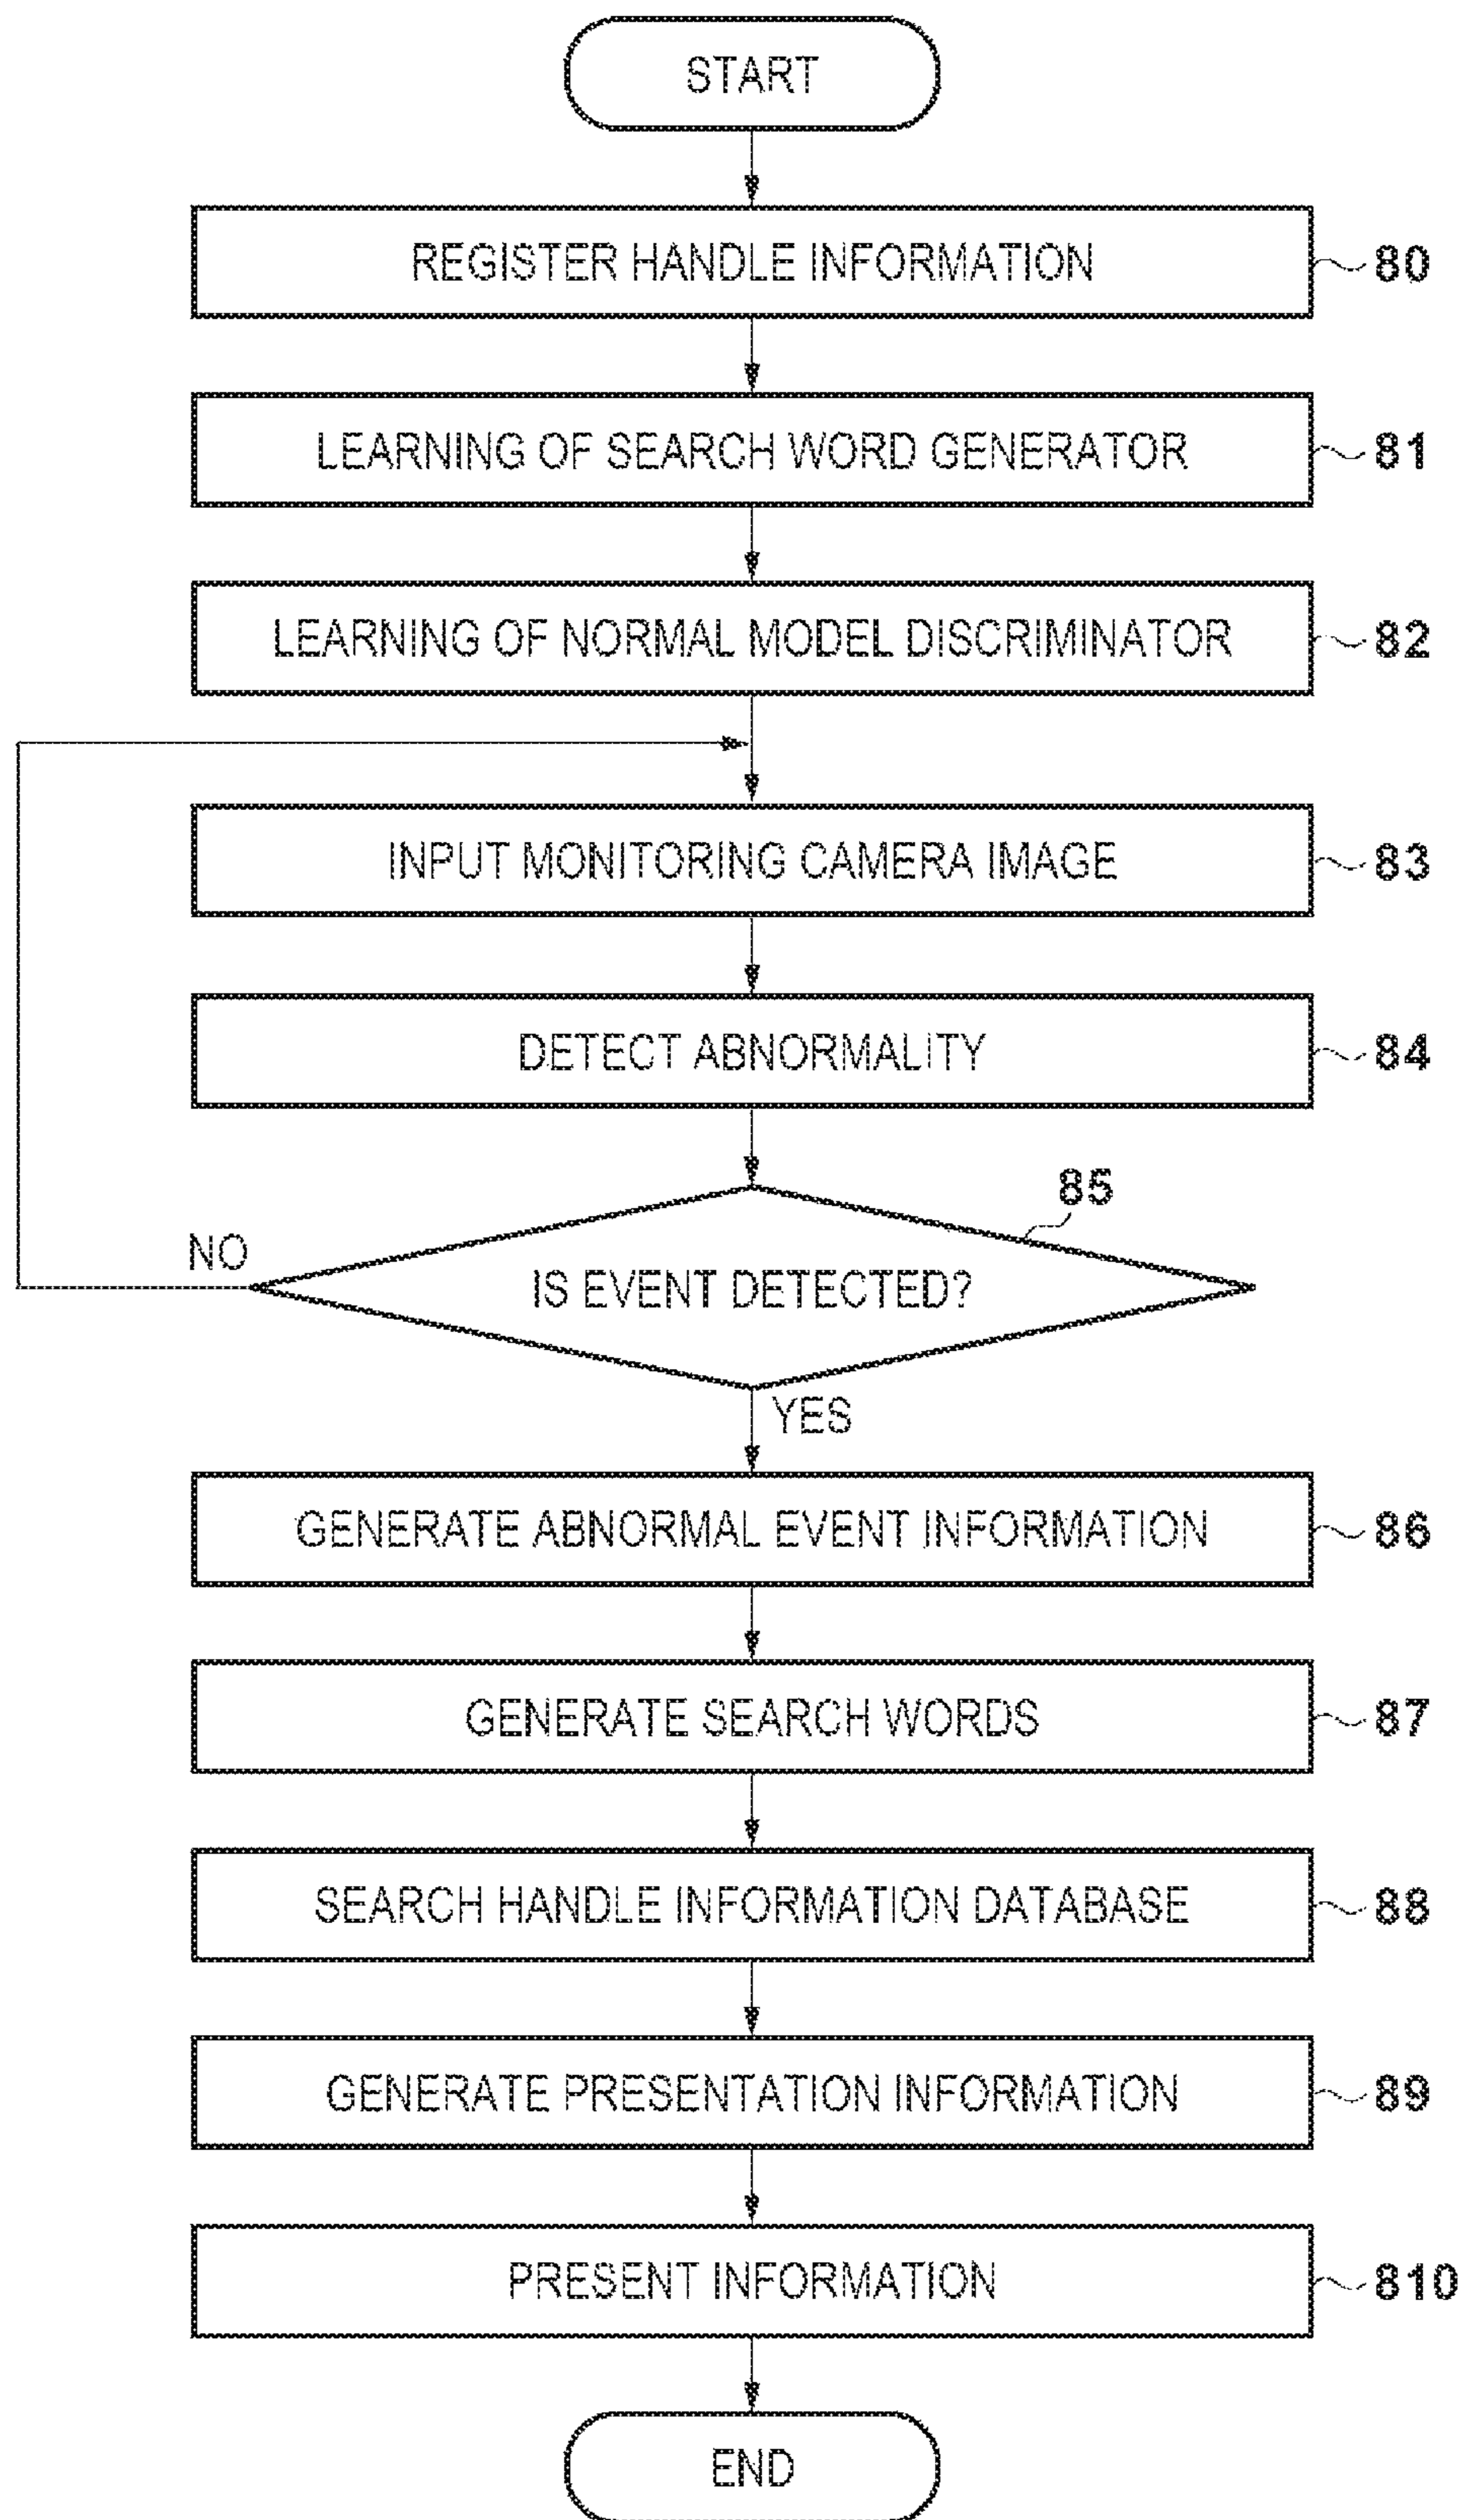 START
REGISTER HANDLE INFORMATION 80
LEARNING OF SEARCH WORD GENERATOR 81
LEARNING OF NORMAL MODEL DISCRIMINATOR 82
INPUT MONITORING CAMERA IMAGE 83
DETECT ABNORMALITY 84
85
NO
IS EVENT DETECTED?
YES
GENERATE ABNORMAL EVENT INFORMATION 86
GENERATE SEARCH WORDS 87
SEARCH HANDLE INFORMATION DATABASE 88
GENERATE PRESENTATION INFORMATION 89
PRESENT INFORMATION 810
END